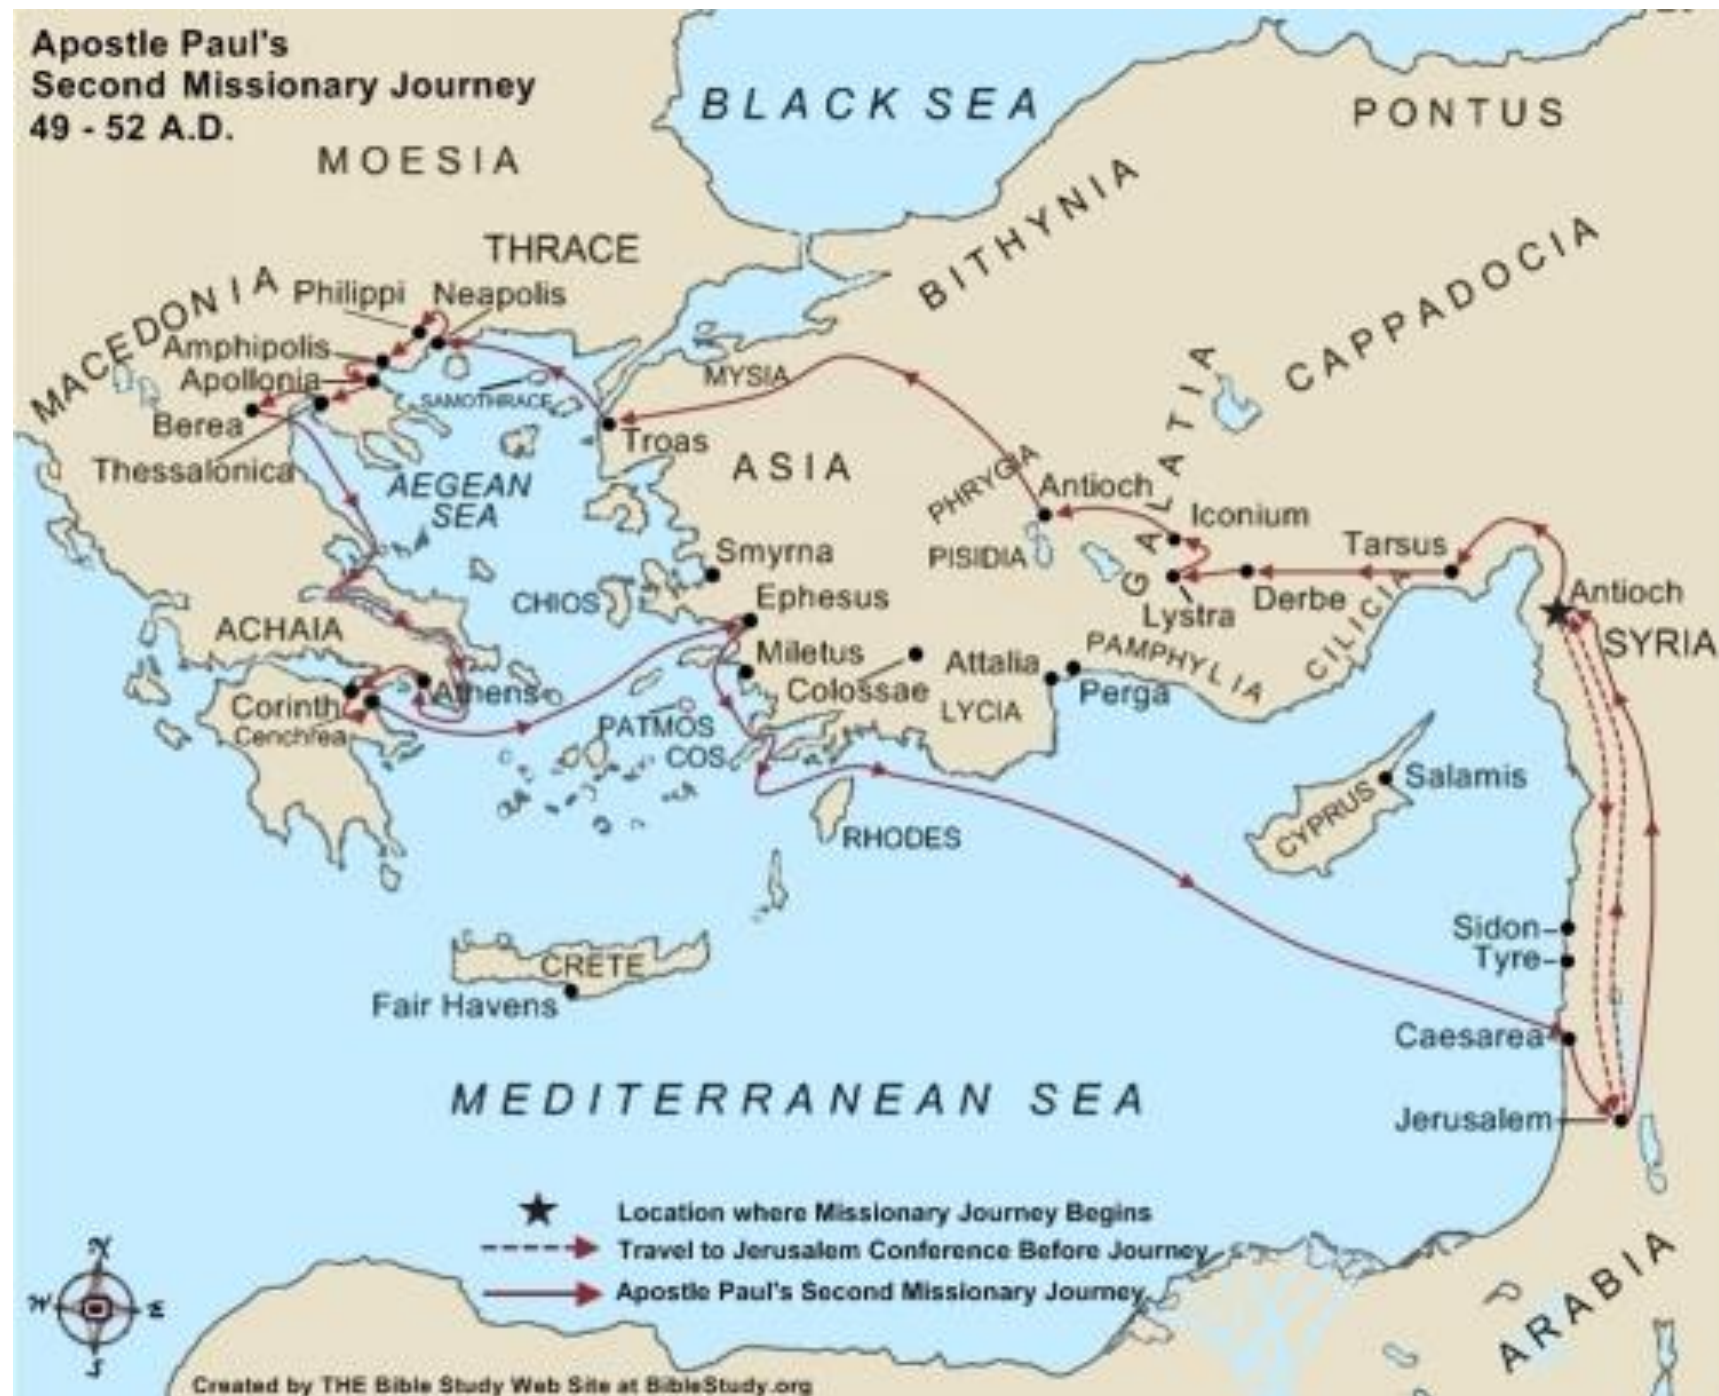 Apostle Paul's
Second Missionary Journey
49 - 52 A.D.
BLACK SEA
PONTUS
MOESIA
BITHYNIA
THRACE
CAPPADOCIA
MACEDONIA
Philippi
Neapolis
Amphipolis
Apollonia
MYSIA
SAMOTHRACE
GALATIA
Berea
Troas
Thessalonica
AEGEAN
SEA
ASIA
PHRYGIA
Antioch
Iconium
Tarsus
PISIDIA
Smyrna
CHIOS
Ephesus
Lystra
Derbe
CILICIA
Antioch
SYRIA
ACHAIA
Miletus
Colossae
Attalia
PAMPHYLIA
Perga
LYCIA
Athens
Corinth
Cenchrea
PATMOS
COS
Salamis
CYPRUS
RHODES
Sidon
Tyre
CRETE
Fair Havens
Caesarea
MEDITERRANEAN SEA
Jerusalem
Location where Missionary Journey Begins
Travel to Jerusalem Conference Before Journey
Apostle Paul's Second Missionary Journey
ARABIA
N
W
E
S
Created by THE Bible Study Web Site at BibleStudy.org